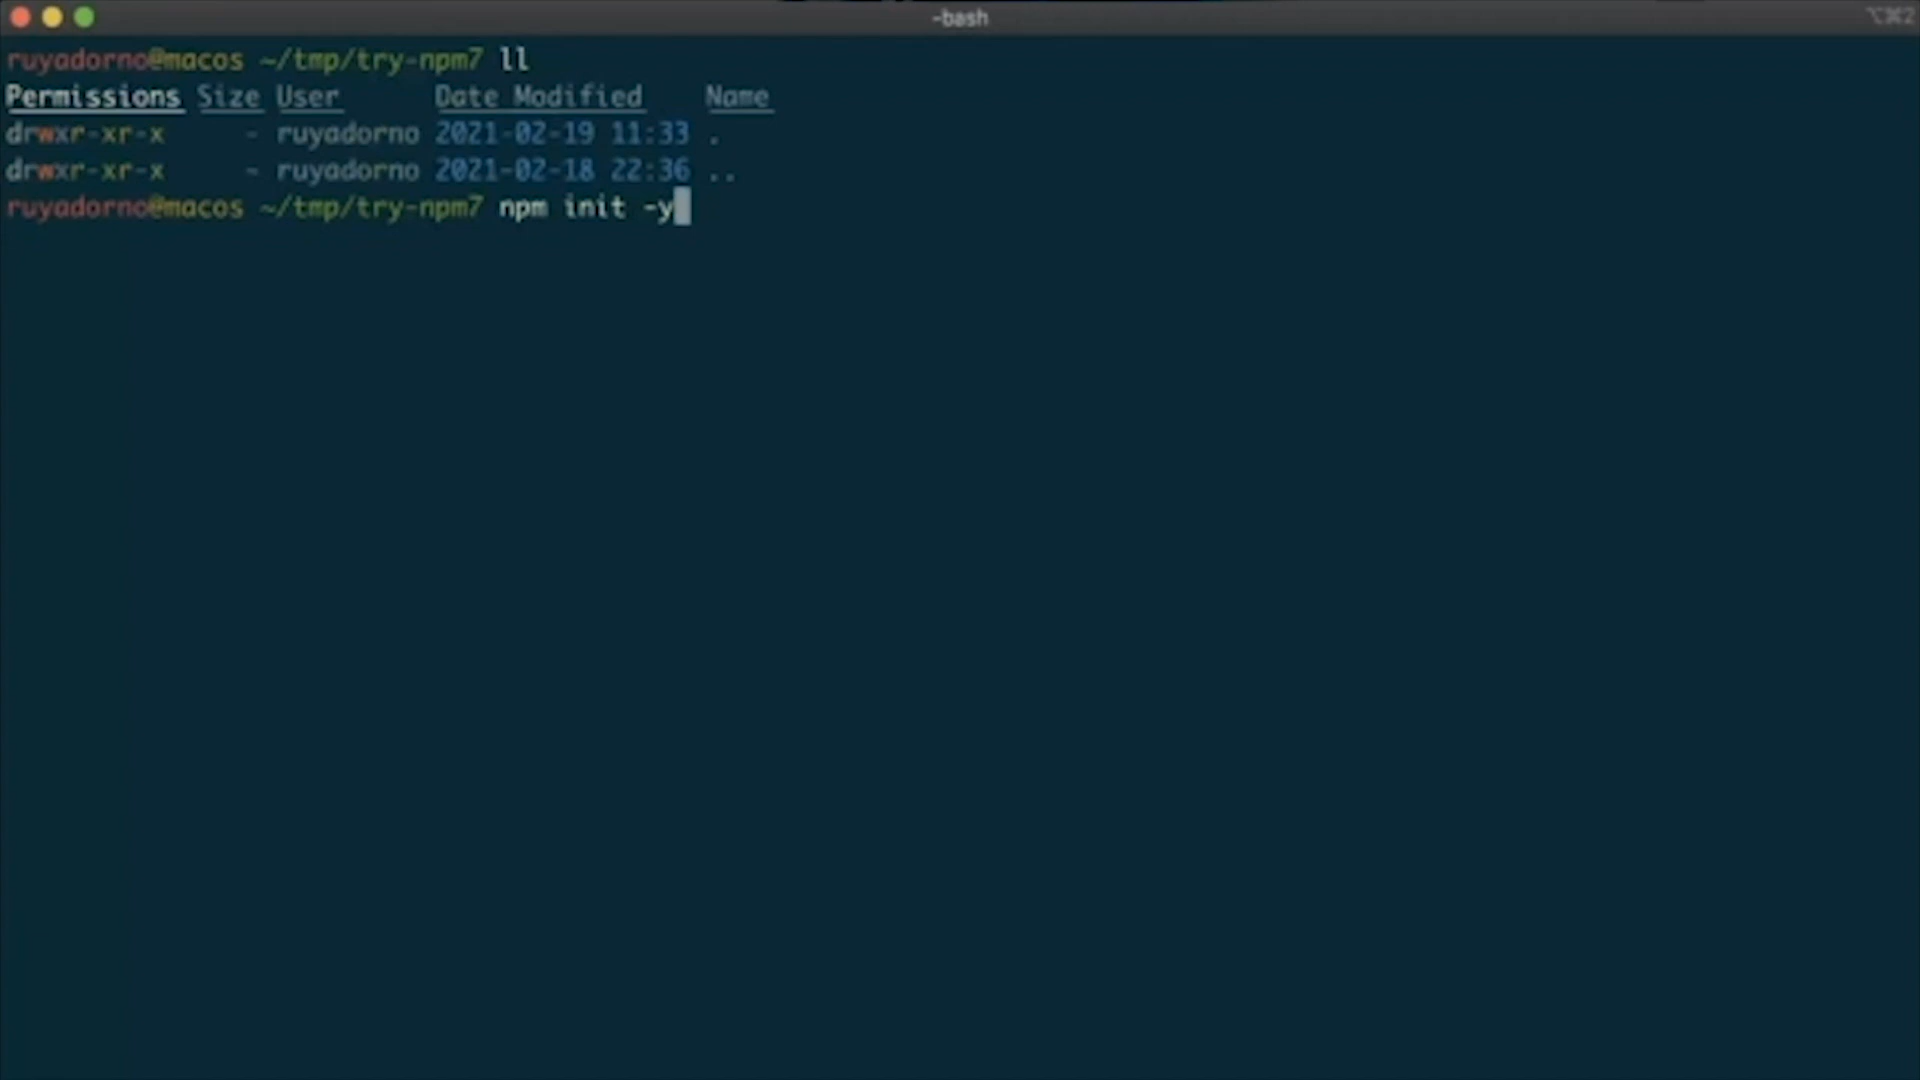 -bash
⌥⌘2
ruyadorno@macos ~/tmp/try-npm7 ll
Permissions Size User Date Modified Name
drwxr-xr-x - ruyadorno 2021-02-19 11:33 .
drwxr-xr-x - ruyadorno 2021-02-18 22:36 ..
ruyadorno@macos ~/tmp/try-npm7 npm init -y